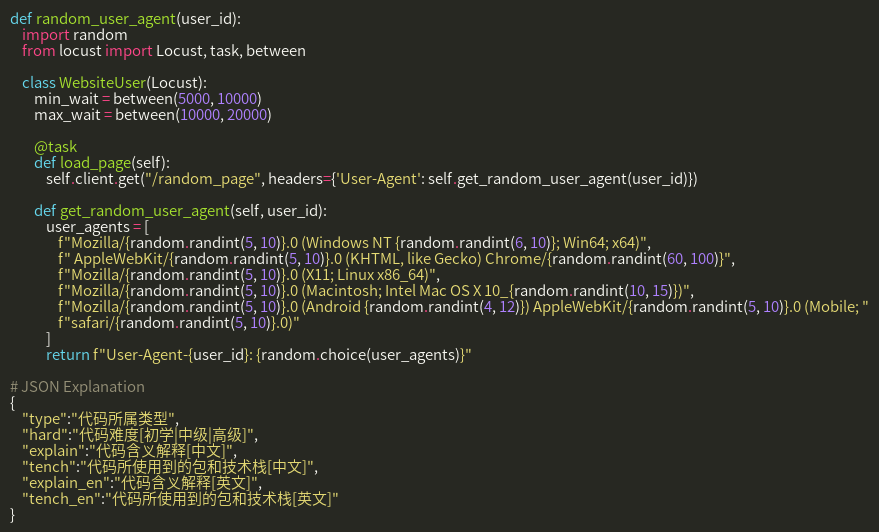 def random_user_agent(user_id):
import random
from locust import Locust, task, between
class WebsiteUser(Locust):
min_wait = between(5000, 10000)
max_wait = between(10000, 20000)
@task
def load_page(self):
self.client.get("/random_page", headers={'User-Agent': self.get_random_user_agent(user_id)})
def get_random_user_agent(self, user_id):
user_agents = [
f"Mozilla/{random.randint(5, 10)}.0 (Windows NT {random.randint(6, 10)}; Win64; x64)",
f" AppleWebKit/{random.randint(5, 10)}.0 (KHTML, like Gecko) Chrome/{random.randint(60, 100)}",
f"Mozilla/{random.randint(5, 10)}.0 (X11; Linux x86_64)",
f"Mozilla/{random.randint(5, 10)}.0 (Macintosh; Intel Mac OS X 10_{random.randint(10, 15)})",
f"Mozilla/{random.randint(5, 10)}.0 (Android {random.randint(4, 12)}) AppleWebKit/{random.randint(5, 10)}.0 (Mobile; "
f"safari/{random.randint(5, 10)}.0)"
]
return f"User-Agent-{user_id}: {random.choice(user_agents)}"
# JSON Explanation
{
"type":"代码所属类型",
"hard":"代码难度[初学|中级|高级]",
"explain":"代码含义解释[中文]",
"tench":"代码所使用到的包和技术栈[中文]",
"explain_en":"代码含义解释[英文]",
"tench_en":"代码所使用到的包和技术栈[英文]"
}